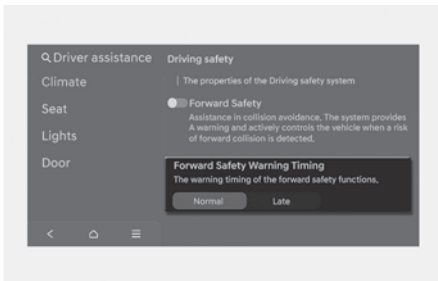 Driver assistance
Climate
Seat
Lights
Door
Driving safety
The properties of the Driving safety system
Forward Safety
Assistance in collision avoidance, The system provides
A warning and actively controls the vehicle when a risk
of forward collision is detected,
Forward Safety Warning Timing
The warning timing of the forward safety functions,
Normal
Late